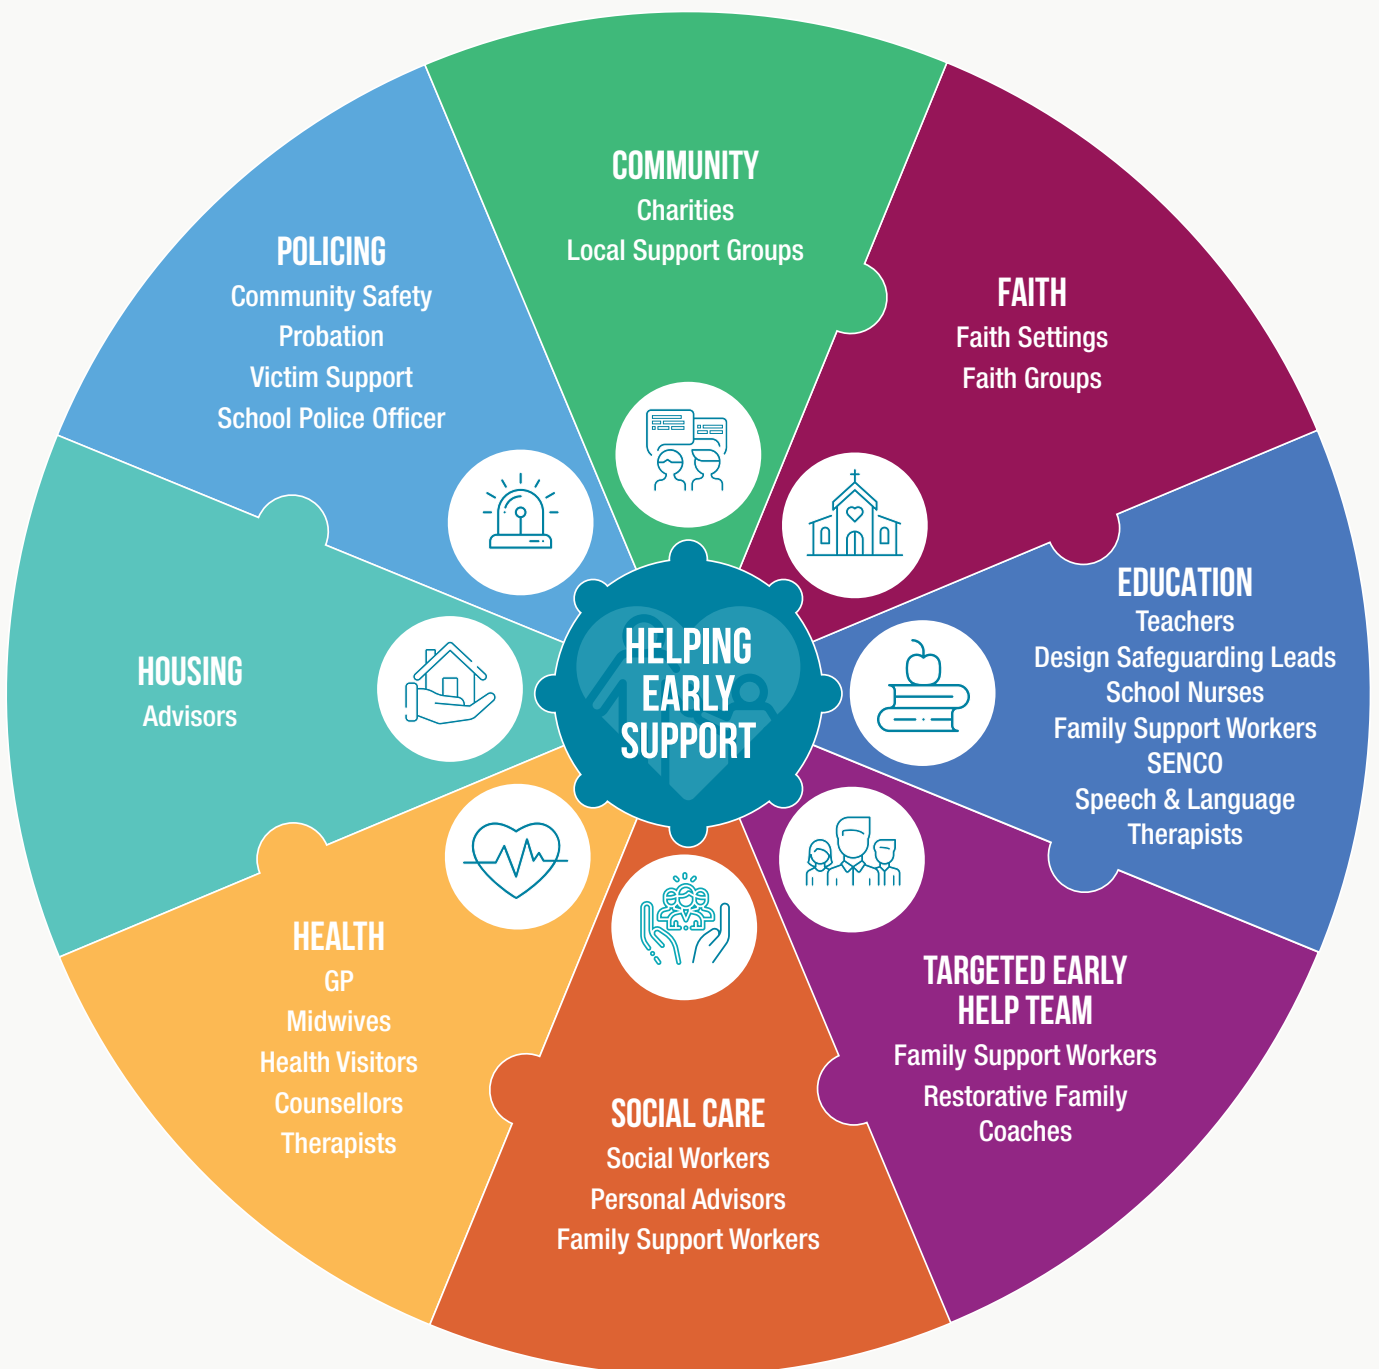 COMMUNITY
Charities
Local Support Groups
FAITH
Faith Settings
Faith Groups
EDUCATION
Teachers
Design Safeguarding Leads
School Nurses
Family Support Workers
SENCO
Speech & Language
Therapists
TARGETED EARLY
HELP TEAM
Family Support Workers
Restorative Family
Coaches
SOCIAL CARE
Social Workers
Personal Advisors
Family Support Workers
HEALTH
GP
Midwives
Health Visitors
Counsellors
Therapists
HOUSING
Advisors
POLICING
Community Safety
Probation
Victim Support
School Police Officer
HELPING
EARLY
SUPPORT